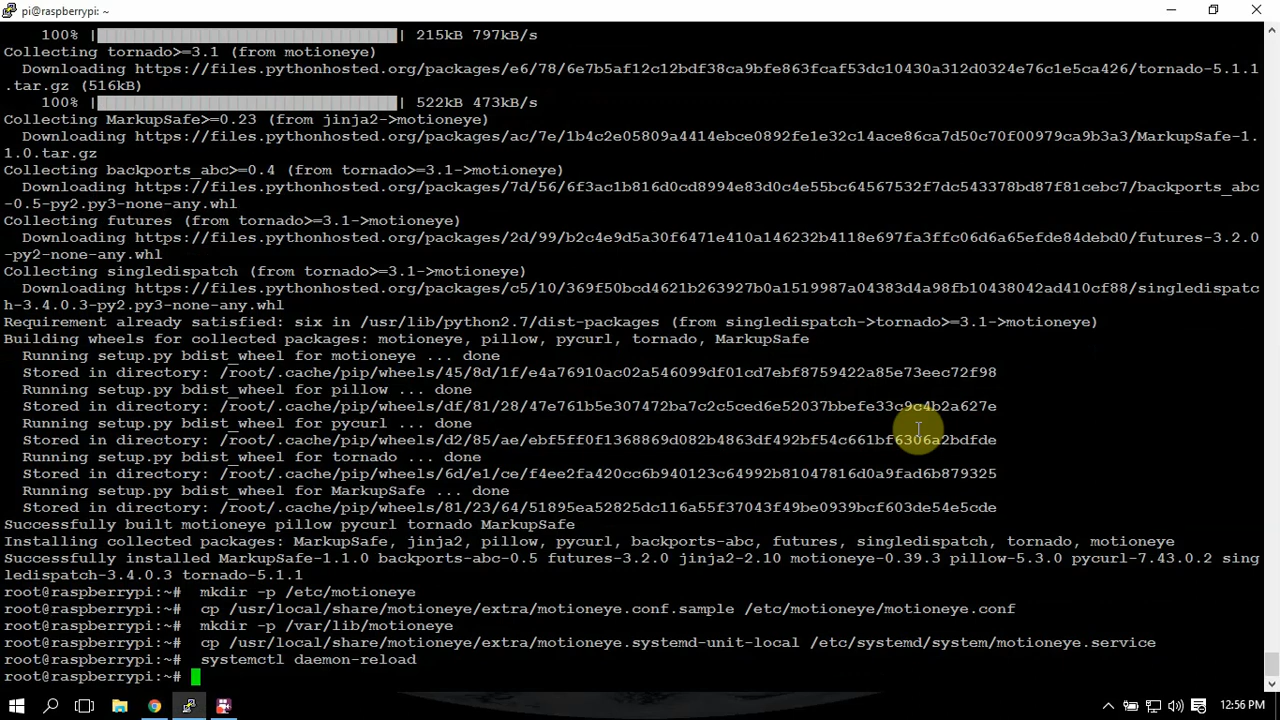 pi@raspberrypi: ~
100% |████████████████████████████████| 215kB 797kB/s
Collecting tornado>=3.1 (from motioneye)
Downloading https://files.pythonhosted.org/packages/e6/78/6e7b5af12c12bdf38ca9bfe863fcaf53dc10430a312d0324e76c1e5ca426/tornado-5.1.1
.tar.gz (516kB)
100% |████████████████████████████████| 522kB 473kB/s
Collecting MarkupSafe>=0.23 (from jinja2->motioneye)
Downloading https://files.pythonhosted.org/packages/ac/7e/1b4c2e05809a4414ebce0892fe1e32c14ace86ca7d50c70f00979ca9b3a3/MarkupSafe-1.
1.0.tar.gz
Collecting backports_abc>=0.4 (from tornado>=3.1->motioneye)
Downloading https://files.pythonhosted.org/packages/7d/56/6f3ac1b816d0cd8994e83d0c4e55bc64567532f7dc543378bd87f81cebc7/backports_abc
-0.5-py2.py3-none-any.whl
Collecting futures (from tornado>=3.1->motioneye)
Downloading https://files.pythonhosted.org/packages/2d/99/b2c4e9d5a30f6471e410a146232b4118e697fa3ffc06d6a65efde84debd0/futures-3.2.0
-py2-none-any.whl
Collecting singledispatch (from tornado>=3.1->motioneye)
Downloading https://files.pythonhosted.org/packages/c5/10/369f50bcd4621b263927b0a1519987a04383d4a98fb10438042ad410cf88/singledispatc
h-3.4.0.3-py2.py3-none-any.whl
Requirement already satisfied: six in /usr/lib/python2.7/dist-packages (from singledispatch->tornado>=3.1->motioneye)
Building wheels for collected packages: motioneye, pillow, pycurl, tornado, MarkupSafe
Running setup.py bdist_wheel for motioneye ... done
Stored in directory: /root/.cache/pip/wheels/45/8d/1f/e4a76910ac02a546099df01cd7ebf8759422a85e73eec72f98
Running setup.py bdist_wheel for pillow ... done
Stored in directory: /root/.cache/pip/wheels/df/81/28/47e761b5e307472ba7c2c5ced6e52037bbefe33c9c4b2a627e
Running setup.py bdist_wheel for pycurl ... done
Stored in directory: /root/.cache/pip/wheels/d2/85/ae/ebf5ff0f1368869d082b4863df492bf54c661bf6306a2bdfde
Running setup.py bdist_wheel for tornado ... done
Stored in directory: /root/.cache/pip/wheels/6d/e1/ce/f4ee2fa420cc6b940123c64992b81047816d0a9fad6b879325
Running setup.py bdist_wheel for MarkupSafe ... done
Stored in directory: /root/.cache/pip/wheels/81/23/64/51895ea52825dc116a55f37043f49be0939bcf603de54e5cde
Successfully built motioneye pillow pycurl tornado MarkupSafe
Installing collected packages: MarkupSafe, jinja2, pillow, pycurl, backports-abc, futures, singledispatch, tornado, motioneye
Successfully installed MarkupSafe-1.1.0 backports-abc-0.5 futures-3.2.0 jinja2-2.10 motioneye-0.39.3 pillow-5.3.0 pycurl-7.43.0.2 sing
ledispatch-3.4.0.3 tornado-5.1.1
root@raspberrypi:~# mkdir -p /etc/motioneye
root@raspberrypi:~# cp /usr/local/share/motioneye/extra/motioneye.conf.sample /etc/motioneye/motioneye.conf
root@raspberrypi:~# mkdir -p /var/lib/motioneye
root@raspberrypi:~# cp /usr/local/share/motioneye/extra/motioneye.systemd-unit-local /etc/systemd/system/motioneye.service
root@raspberrypi:~# systemctl daemon-reload
root@raspberrypi:~#
12:56 PM